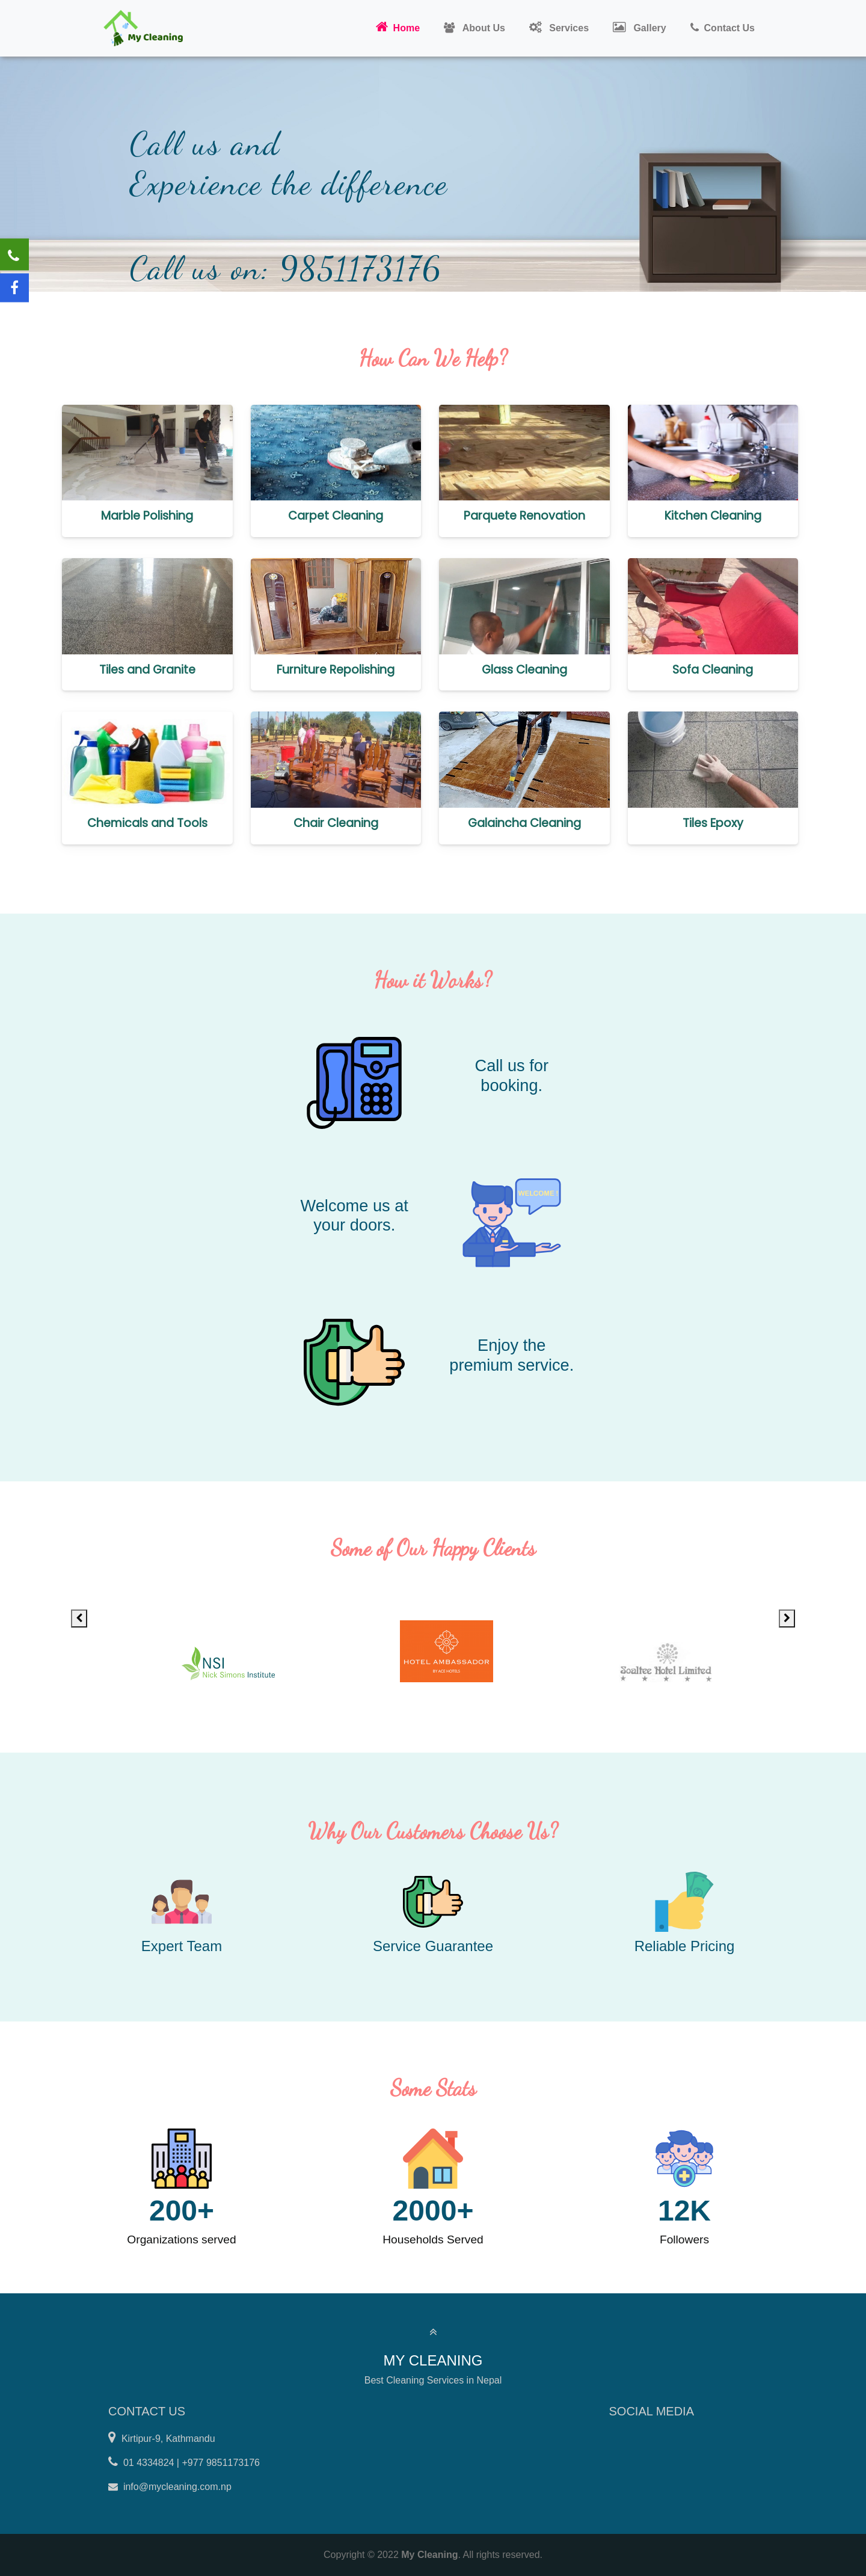 My Cleaning
Home
About Us
Services
Gallery
Contact Us
Call us and
Experience the difference
Call us on: 9851173176
How Can We Help?
Marble Polishing
Carpet Cleaning
Parquete Renovation
Kitchen Cleaning
Tiles and Granite
Furniture Repolishing
Glass Cleaning
Sofa Cleaning
Chemicals and Tools
Chair Cleaning
Galaincha Cleaning
Tiles Epoxy
How it Works?
Call us for
booking.
Welcome us at
your doors.
WELCOME !
Enjoy the
premium service.
Some of Our Happy Clients
NSI
Nick Simons Institute
HOTEL AMBASSADOR
BY ACE HOTELS
Soaltee Hotel Limited
Why Our Customers Choose Us?
Expert Team
Service Guarantee
Reliable Pricing
Some Stats
200+
Organizations served
2000+
Households Served
12K
Followers
MY CLEANING
Best Cleaning Services in Nepal
CONTACT US
SOCIAL MEDIA
Kirtipur-9, Kathmandu
01 4334824 | +977 9851173176
info@mycleaning.com.np
Copyright © 2022 My Cleaning. All rights reserved.